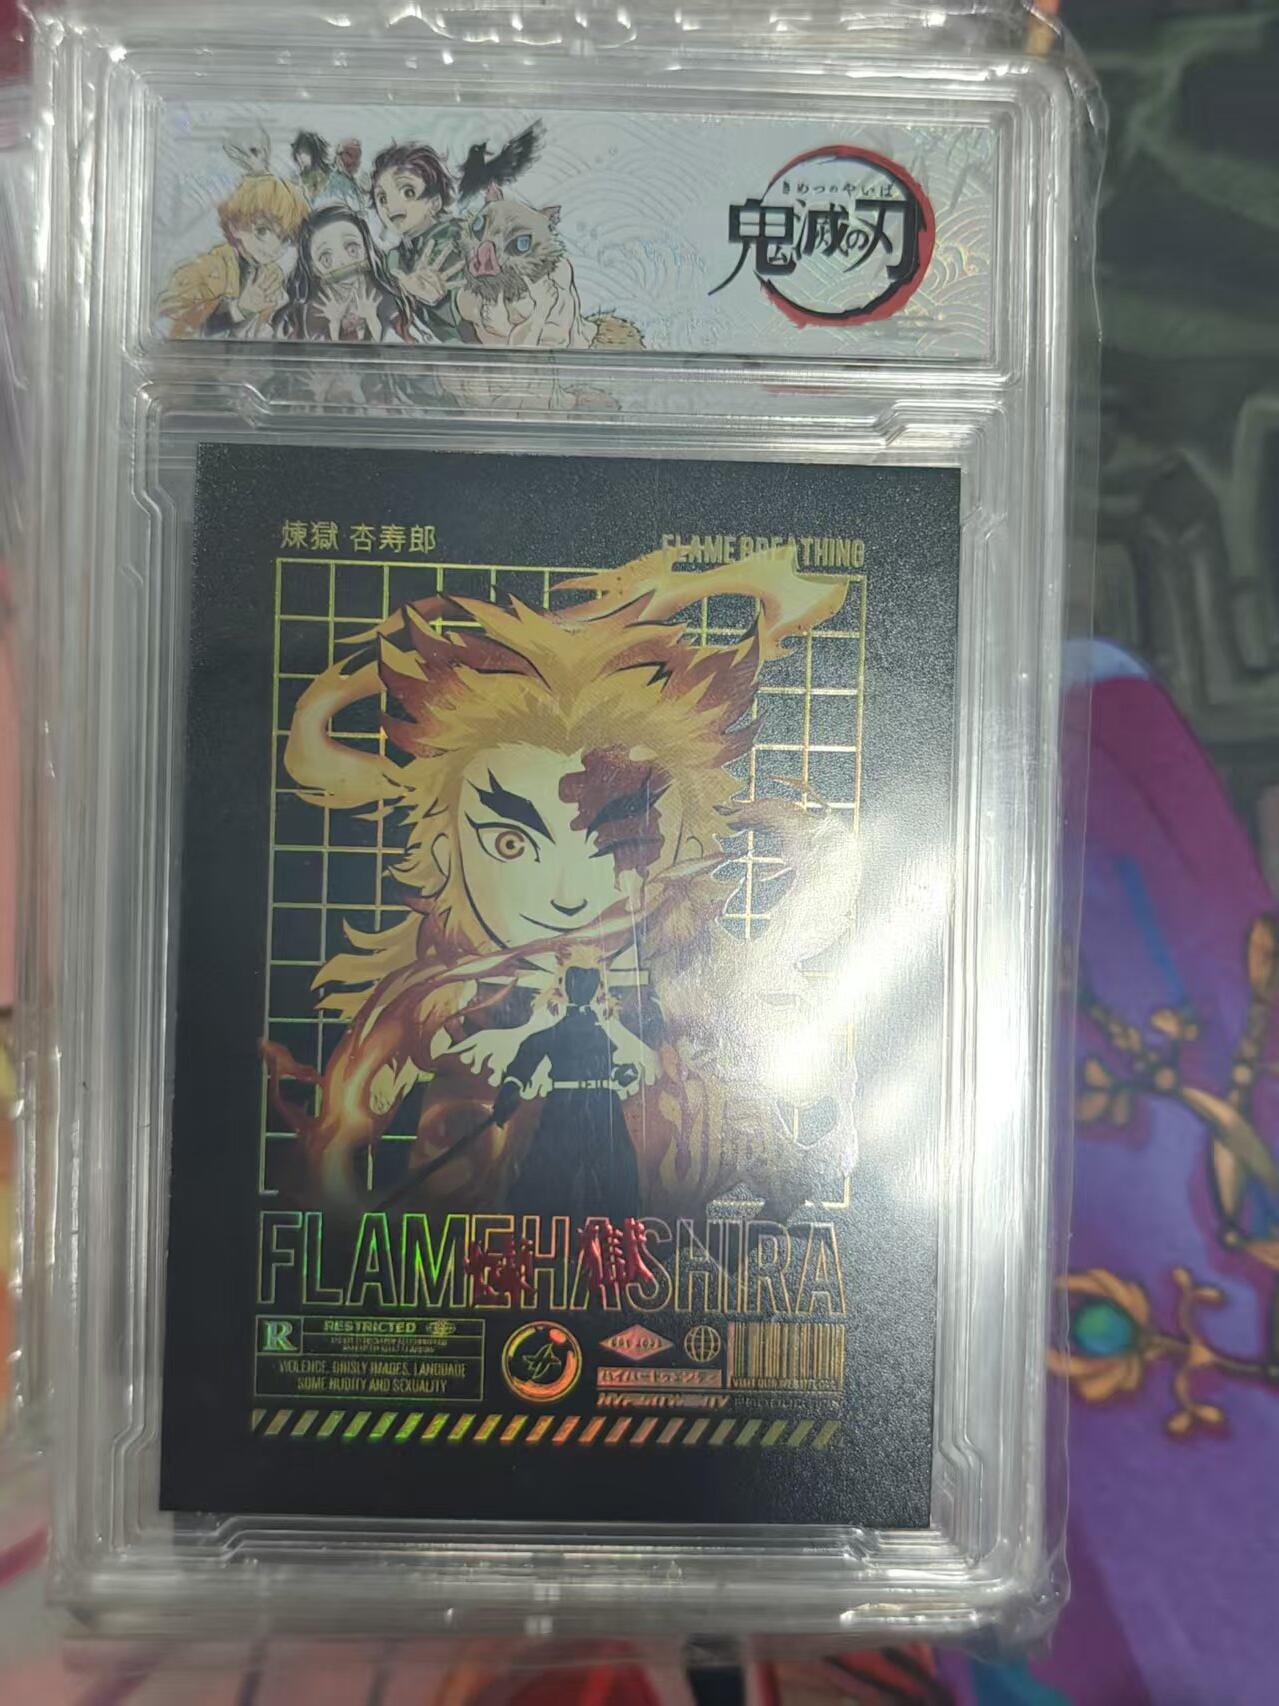 きめつのやいば
鬼滅の刃
煉獄 杏寿郎
FLAME BREATHING
FLAMEHASHIRA
煉獄
R
RESTRICTED
VIOLENCE, GRISLY IMAGES, LANGUAGE
SOME NUDITY AND SEXUALITY